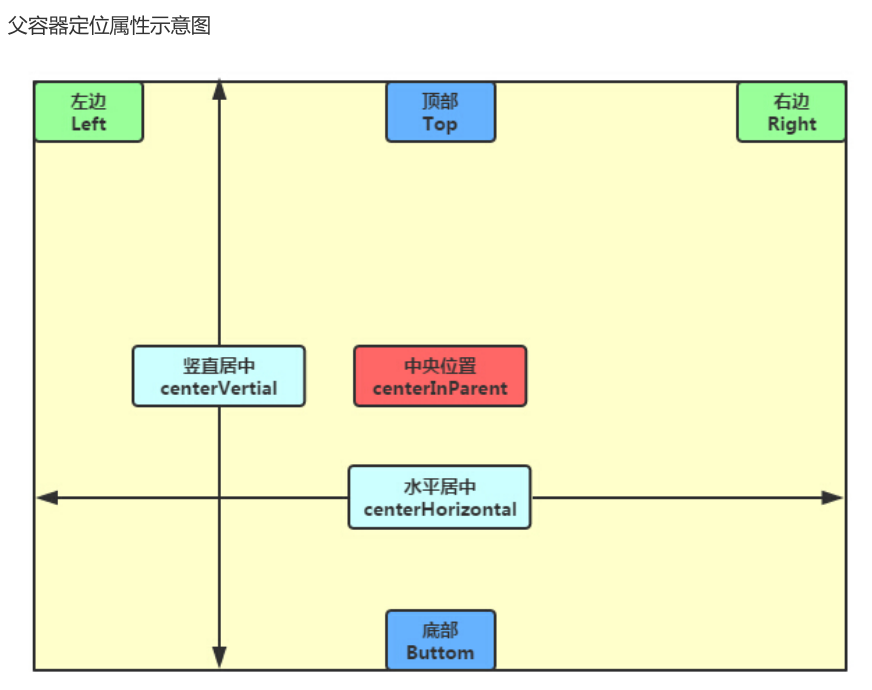 父容器定位属性示意图
左边
Left
顶部
Top
右边
Right
竖直居中
centerVertial
中央位置
centerInParent
水平居中
centerHorizontal
底部
Buttom